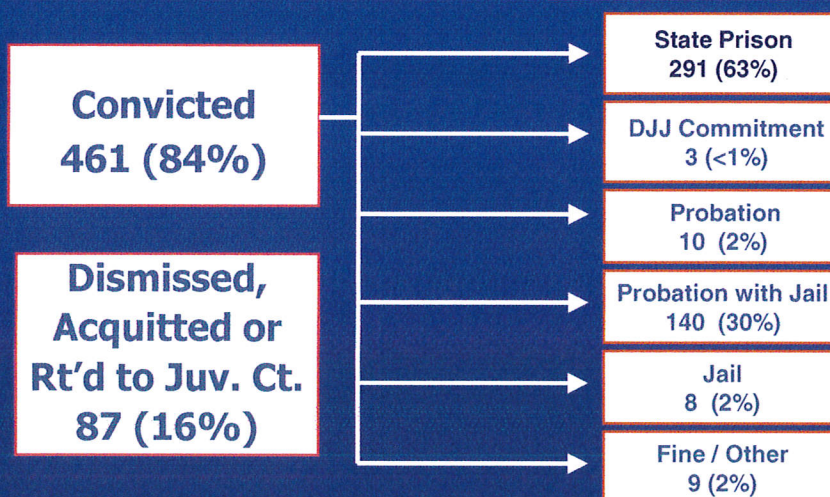 Convicted
461 (84%)
Dismissed,
Acquitted or
Rt'd to Juv. Ct.
87 (16%)
State Prison
291 (63%)
DJJ Commitment
3 (<1%)
Probation
10 (2%)
Probation with Jail
140 (30%)
Jail
8 (2%)
Fine / Other
9 (2%)